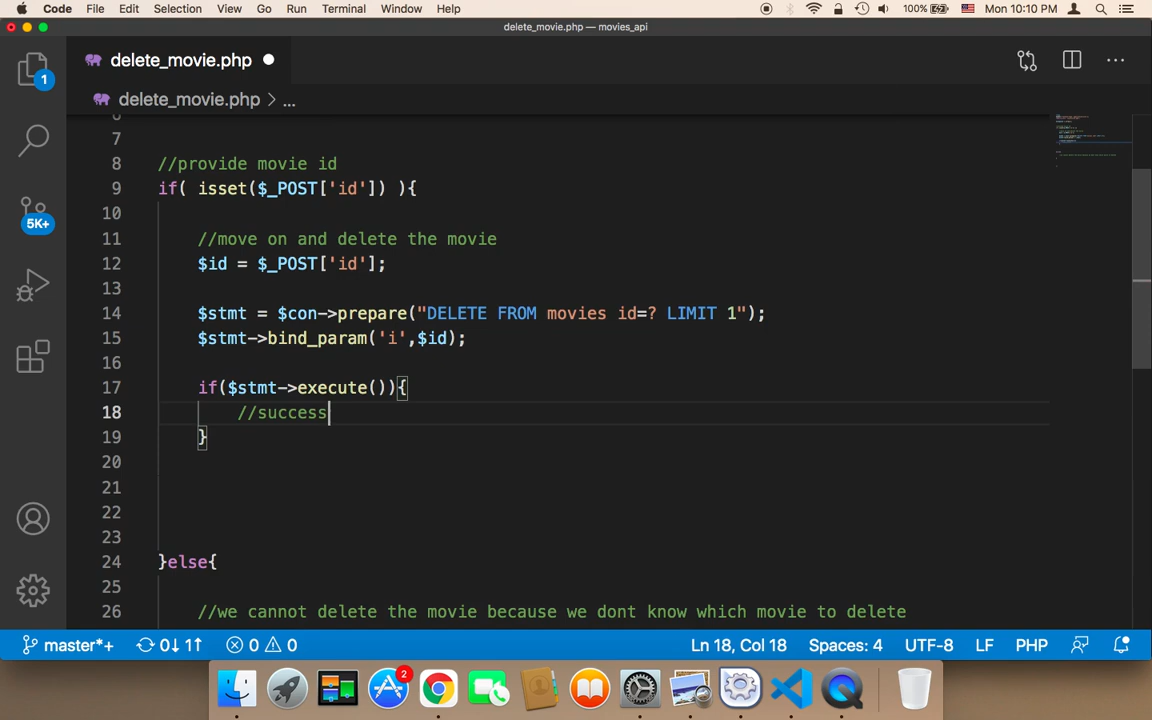 Code File Edit Selection View Go Run Terminal Window Help 100% Mon 10:10 PM
delete_movie.php — movies_api
1 delete_movie.php
delete_movie.php > ...
6
7
8 //provide movie id
9 if( isset($_POST['id']) ){
10
11 //move on and delete the movie
12 $id = $_POST['id'];
13
14 $stmt = $con->prepare("DELETE FROM movies id=? LIMIT 1");
15 $stmt->bind_param('i',$id);
16
17 if($stmt->execute()){
18 //success
19 }
20
21
22
23
24 }else{
25
26 //we cannot delete the movie because we dont know which movie to delete
5K+
master*+ 0↓ 1↑ 0 0 Ln 18, Col 18 Spaces: 4 UTF-8 LF PHP
2